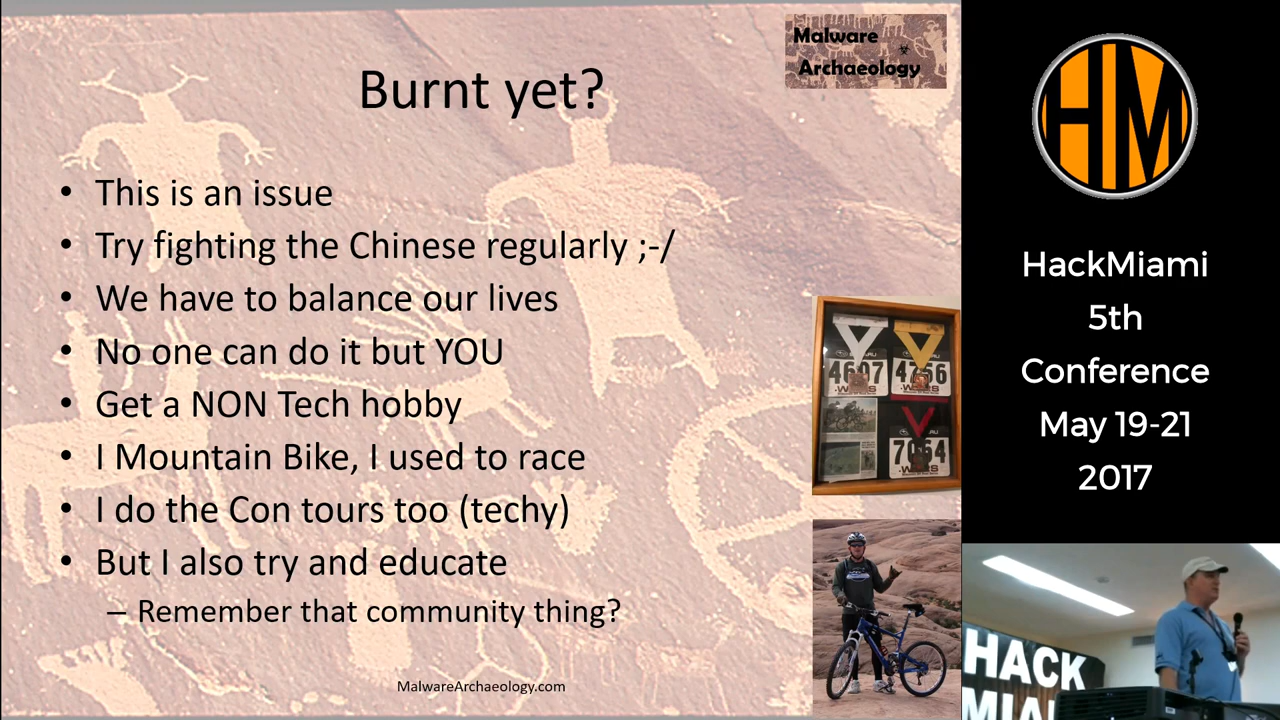 Malware
Archaeology
Burnt yet?
• This is an issue
• Try fighting the Chinese regularly ;-/
• We have to balance our lives
• No one can do it but YOU
• Get a NON Tech hobby
• I Mountain Bike, I used to race
• I do the Con tours too (techy)
• But I also try and educate
– Remember that community thing?
MalwareArchaeology.com
4607
4756
7064
HM
HackMiami
5th
Conference
May 19-21
2017
HACK